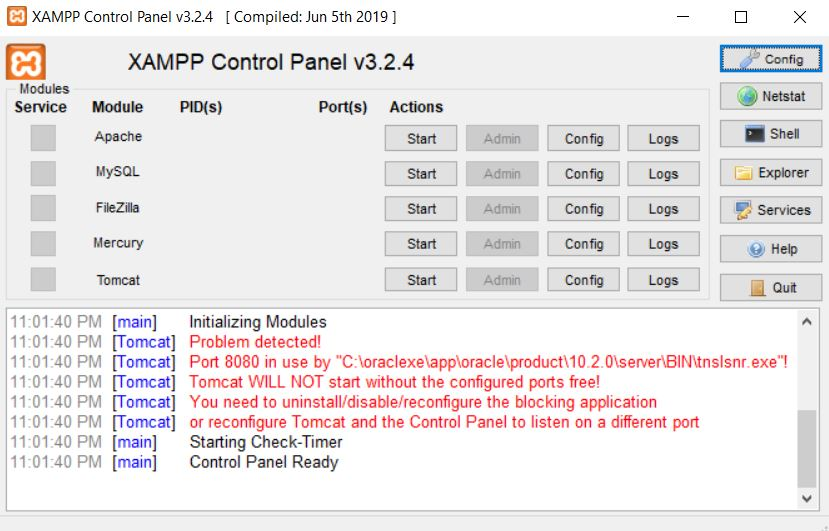 XAMPP Control Panel v3.2.4 [ Compiled: Jun 5th 2019 ]
XAMPP Control Panel v3.2.4
Config
Modules
Service Module PID(s) Port(s) Actions
Netstat
Apache Start Admin Config Logs
Shell
MySQL Start Admin Config Logs
Explorer
FileZilla Start Admin Config Logs
Services
Mercury Start Admin Config Logs
Help
Tomcat Start Admin Config Logs
Quit
11:01:40 PM [main] Initializing Modules
11:01:40 PM [Tomcat] Problem detected!
11:01:40 PM [Tomcat] Port 8080 in use by "C:\oraclexe\app\oracle\product\10.2.0\server\BIN\tnslsnr.exe"!
11:01:40 PM [Tomcat] Tomcat WILL NOT start without the configured ports free!
11:01:40 PM [Tomcat] You need to uninstall/disable/reconfigure the blocking application
11:01:40 PM [Tomcat] or reconfigure Tomcat and the Control Panel to listen on a different port
11:01:40 PM [main] Starting Check-Timer
11:01:40 PM [main] Control Panel Ready